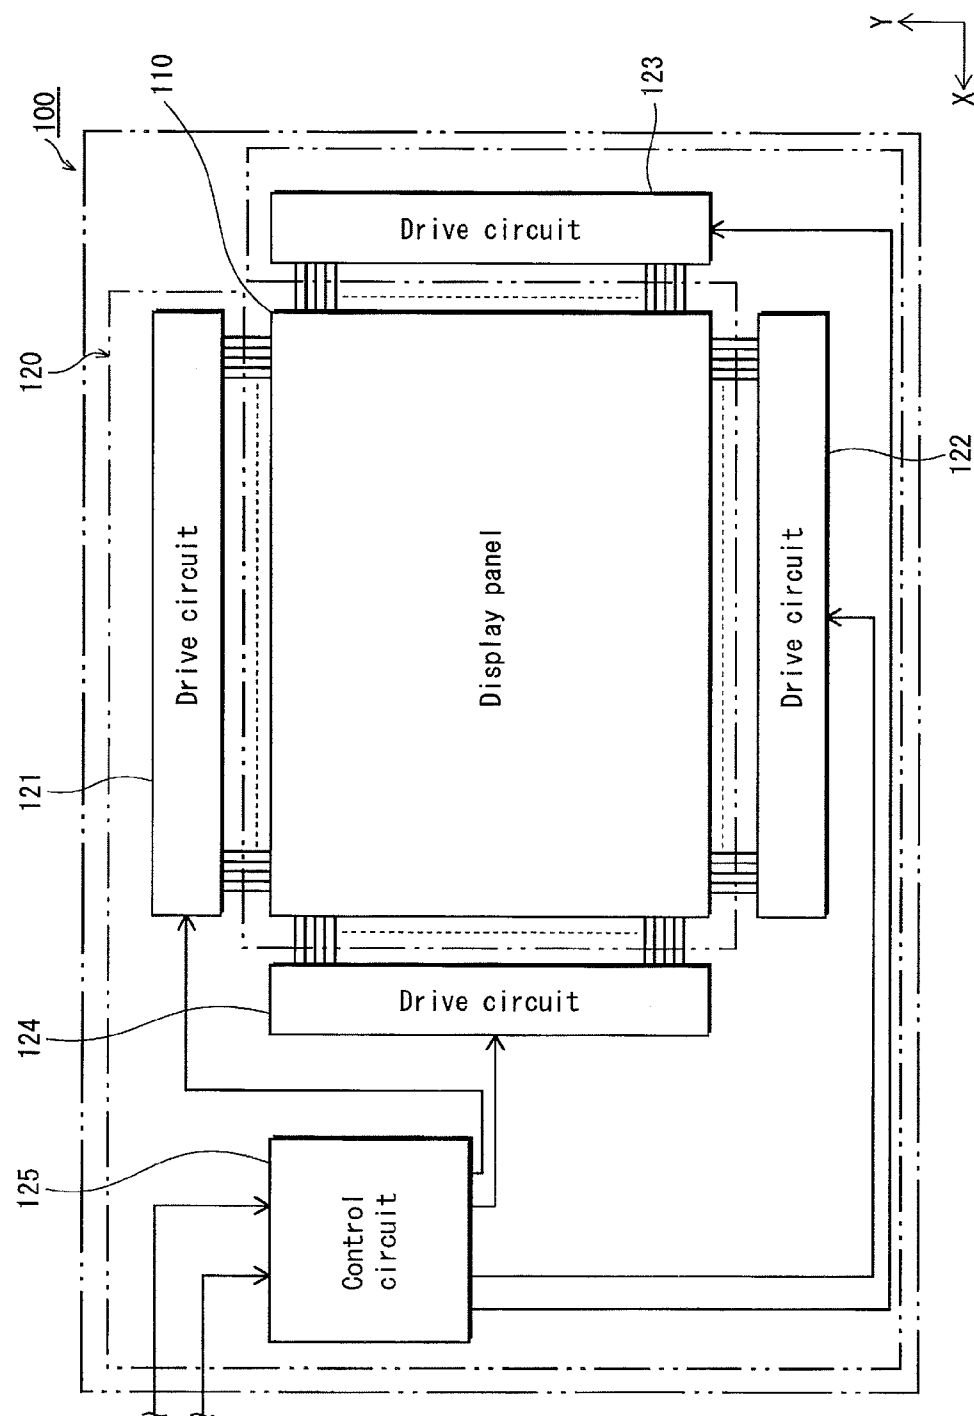 100
110
123
Y
X
Drive circuit
120
121
Drive circuit
Display panel
Drive circuit
122
124
Drive circuit
125
Control
circuit